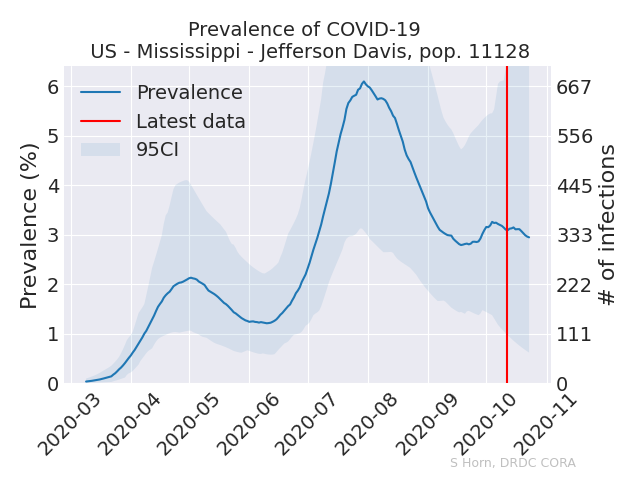 Prevalence of COVID-19
US - Mississippi - Jefferson Davis, pop. 11128
Prevalence
Latest data
95CI
Prevalence (%)
6
5
4
3
2
1
0
# of infections
667
556
445
333
222
111
0
2020-03
2020-04
2020-05
2020-06
2020-07
2020-08
2020-09
2020-10
2020-11
S Horn, DRDC CORA